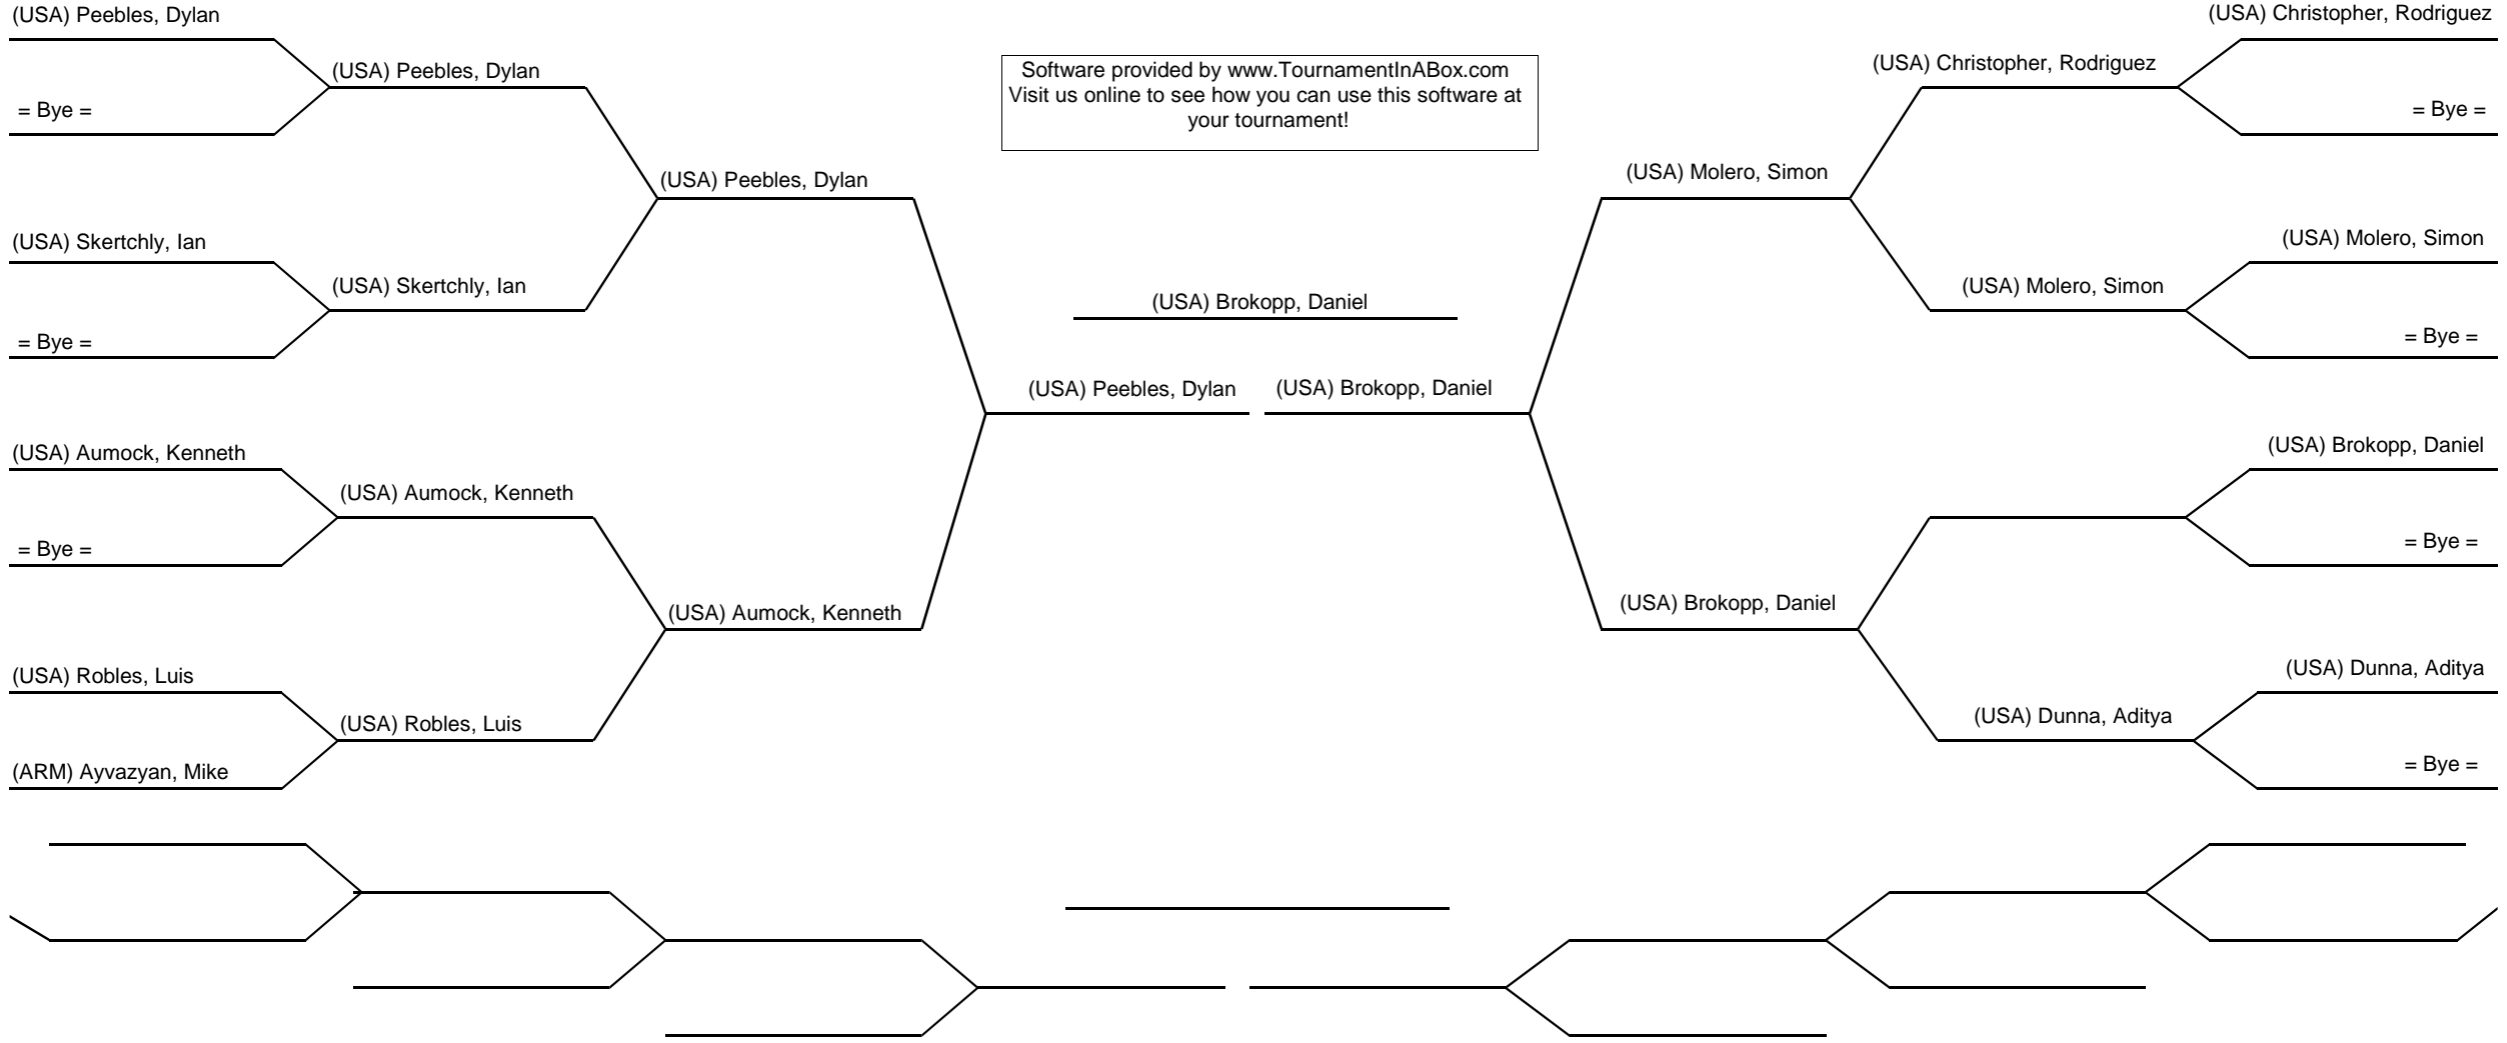 (USA) Peebles, Dylan
= Bye =
(USA) Skertchly, Ian
= Bye =
(USA) Aumock, Kenneth
= Bye =
(USA) Robles, Luis
(ARM) Ayvazyan, Mike
(USA) Peebles, Dylan
(USA) Skertchly, Ian
(USA) Aumock, Kenneth
(USA) Robles, Luis
(USA) Peebles, Dylan
(USA) Aumock, Kenneth
Software provided by www.TournamentInABox.com
Visit us online to see how you can use this software at
your tournament!
(USA) Brokopp, Daniel
(USA) Peebles, Dylan
(USA) Brokopp, Daniel
(USA) Molero, Simon
(USA) Brokopp, Daniel
(USA) Christopher, Rodriguez
(USA) Molero, Simon
(USA) Dunna, Aditya
(USA) Christopher, Rodriguez
= Bye =
(USA) Molero, Simon
= Bye =
(USA) Brokopp, Daniel
= Bye =
(USA) Dunna, Aditya
= Bye =